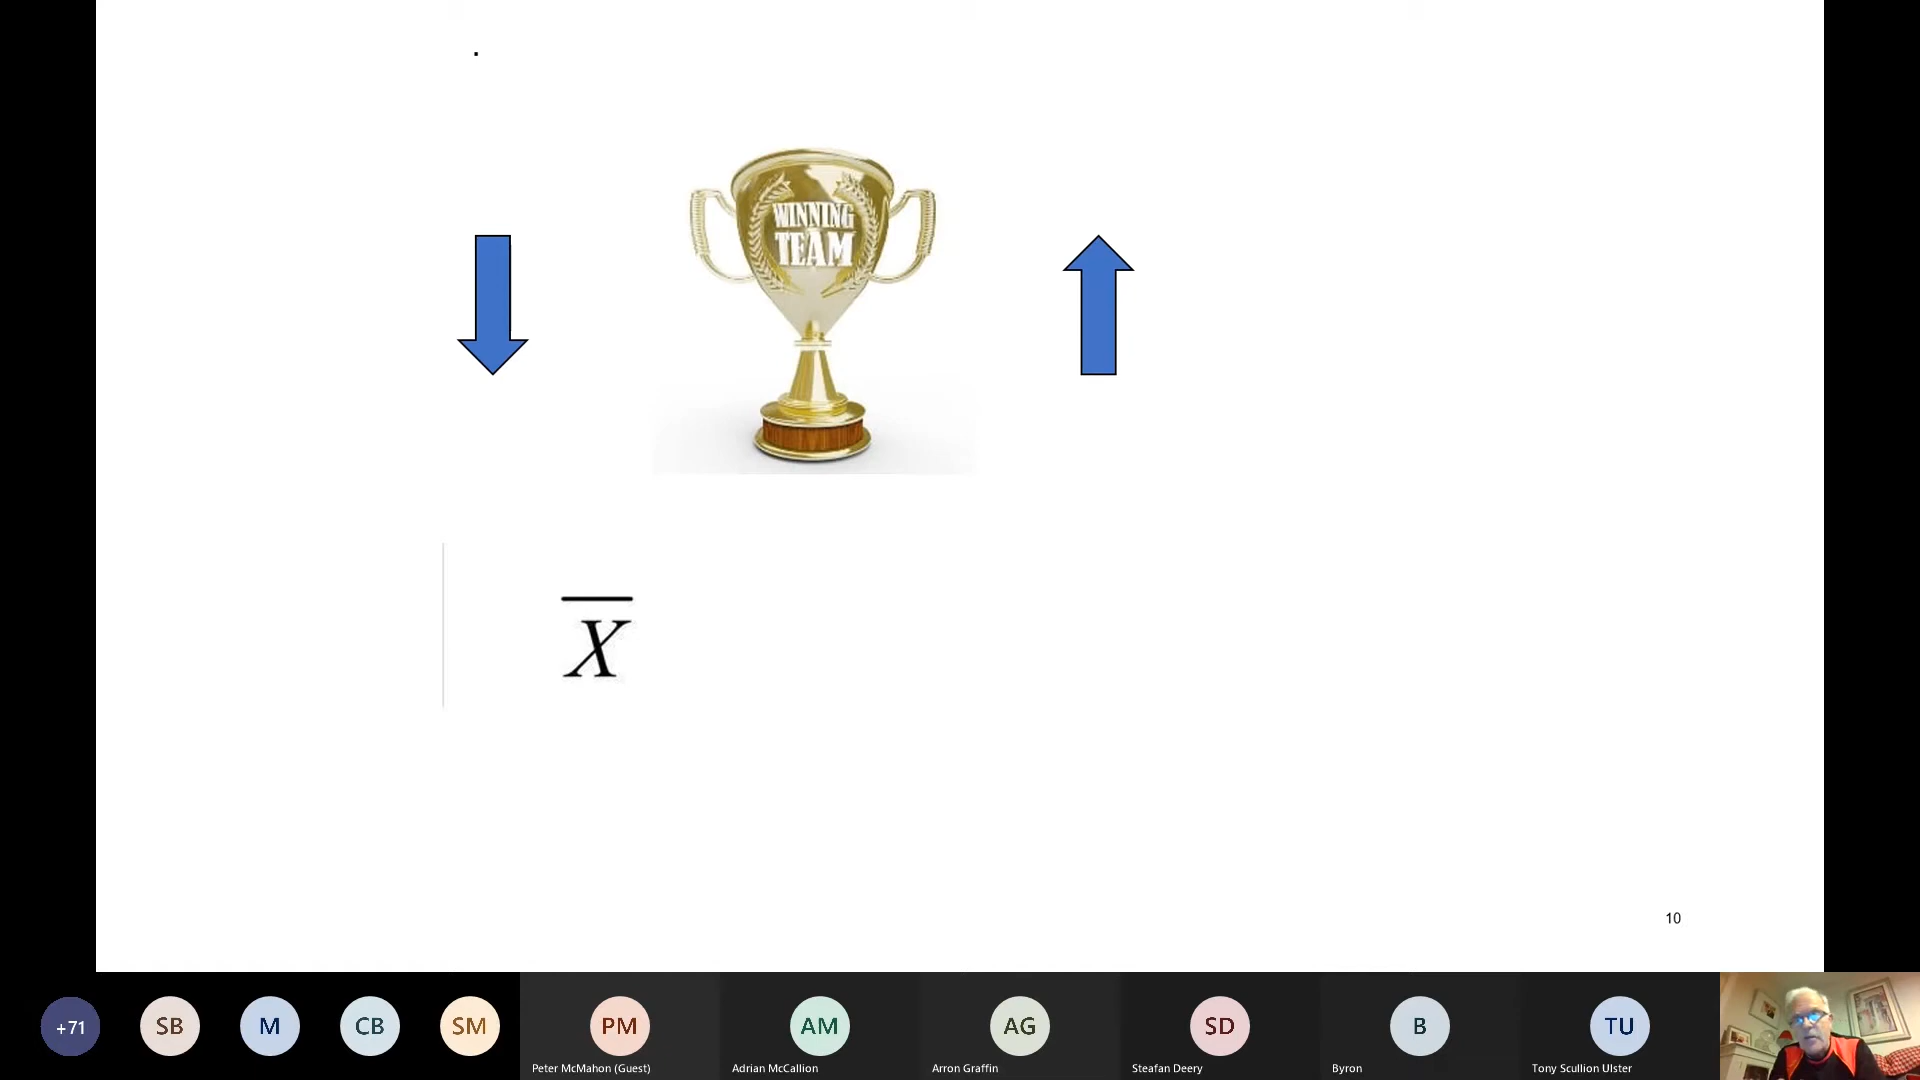 .
WINNING
TEAM
X̅
10
+71
SB
M
CB
SM
PM
AM
AG
SD
B
TU
Peter McMahon (Guest)
Adrian McCallion
Arron Graffin
Steafan Deery
Byron
Tony Scullion Ulster